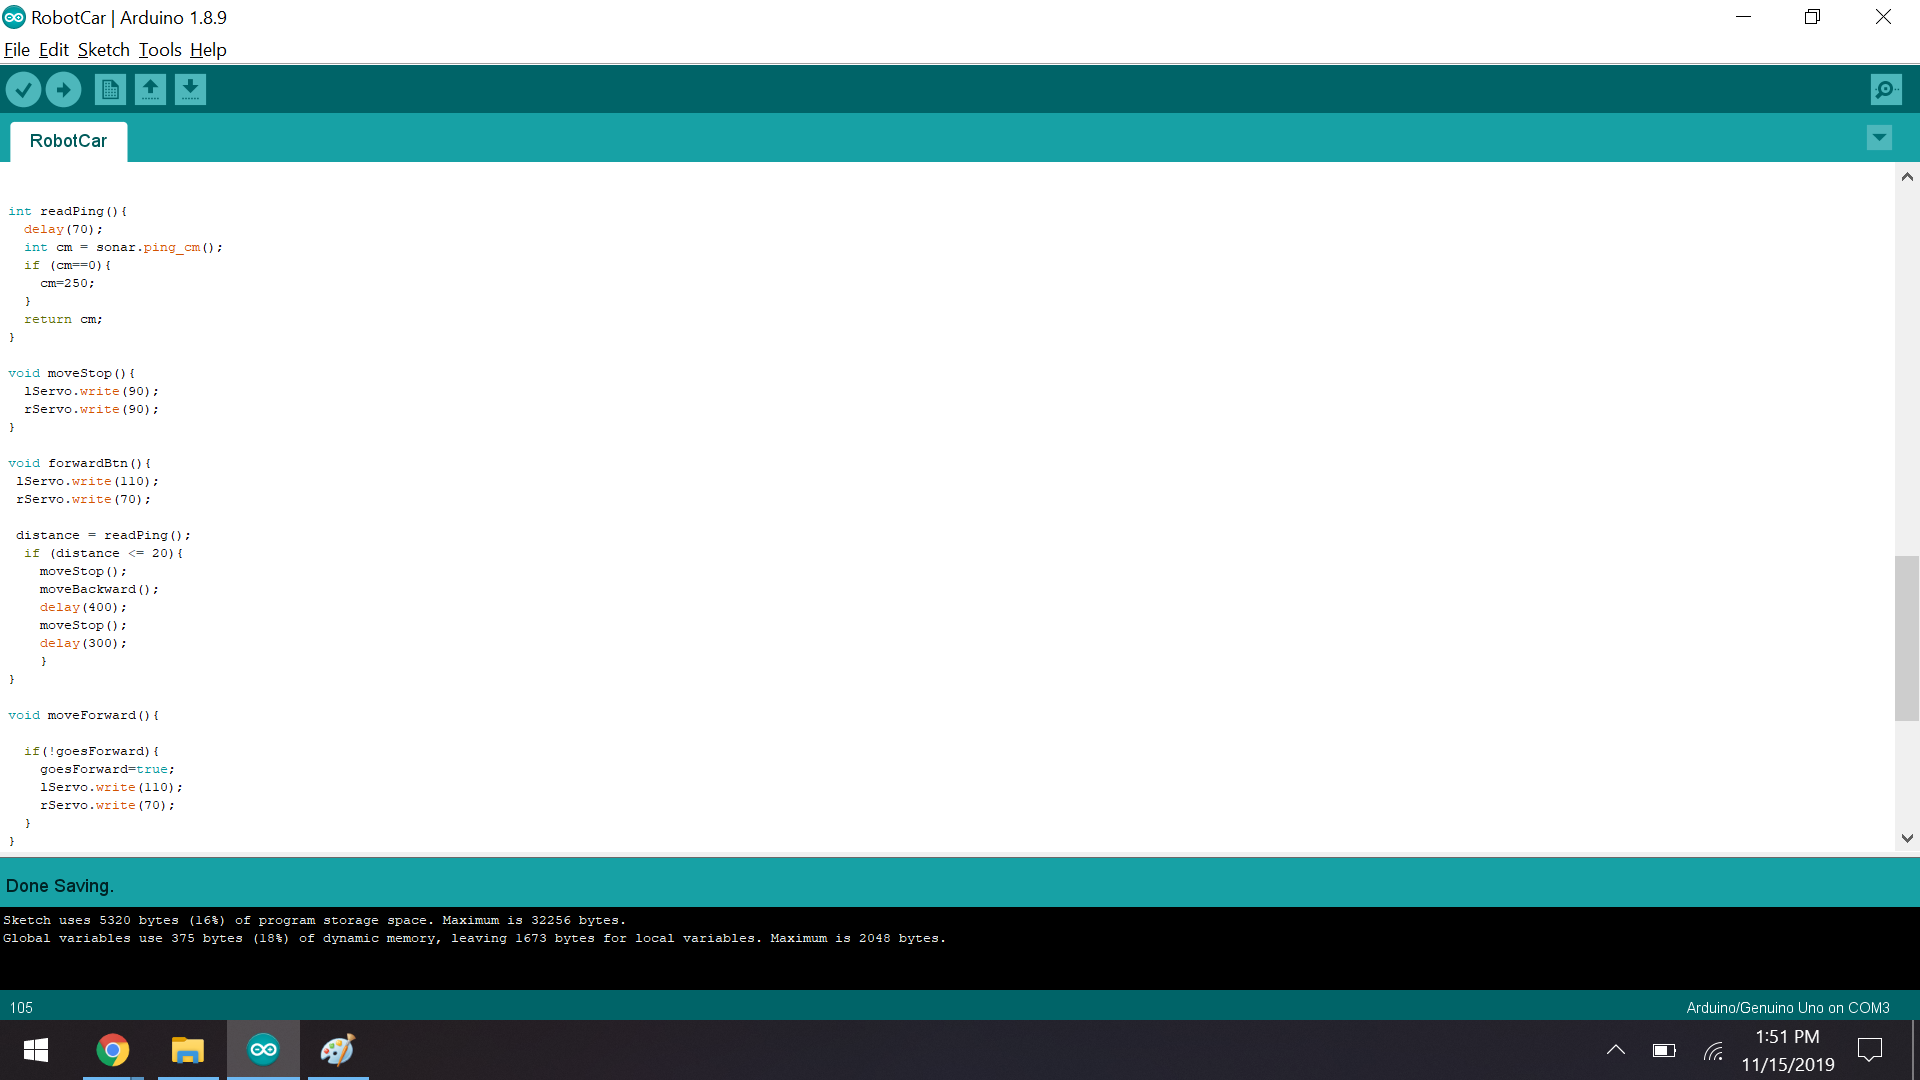 RobotCar | Arduino 1.8.9
File Edit Sketch Tools Help
RobotCar
int readPing(){
  delay(70);
  int cm = sonar.ping_cm();
  if (cm==0){
    cm=250;
  }
  return cm;
}
void moveStop(){
  lServo.write(90);
  rServo.write(90);
}
void forwardBtn(){
 lServo.write(110);
 rServo.write(70);
 distance = readPing();
  if (distance <= 20){
    moveStop();
    moveBackward();
    delay(400);
    moveStop();
    delay(300);
    }
}
void moveForward(){
  if(!goesForward){
    goesForward=true;
    lServo.write(110);
    rServo.write(70);
  }
}
Done Saving.
Sketch uses 5320 bytes (16%) of program storage space. Maximum is 32256 bytes.
Global variables use 375 bytes (18%) of dynamic memory, leaving 1673 bytes for local variables. Maximum is 2048 bytes.
105
Arduino/Genuino Uno on COM3
1:51 PM
11/15/2019